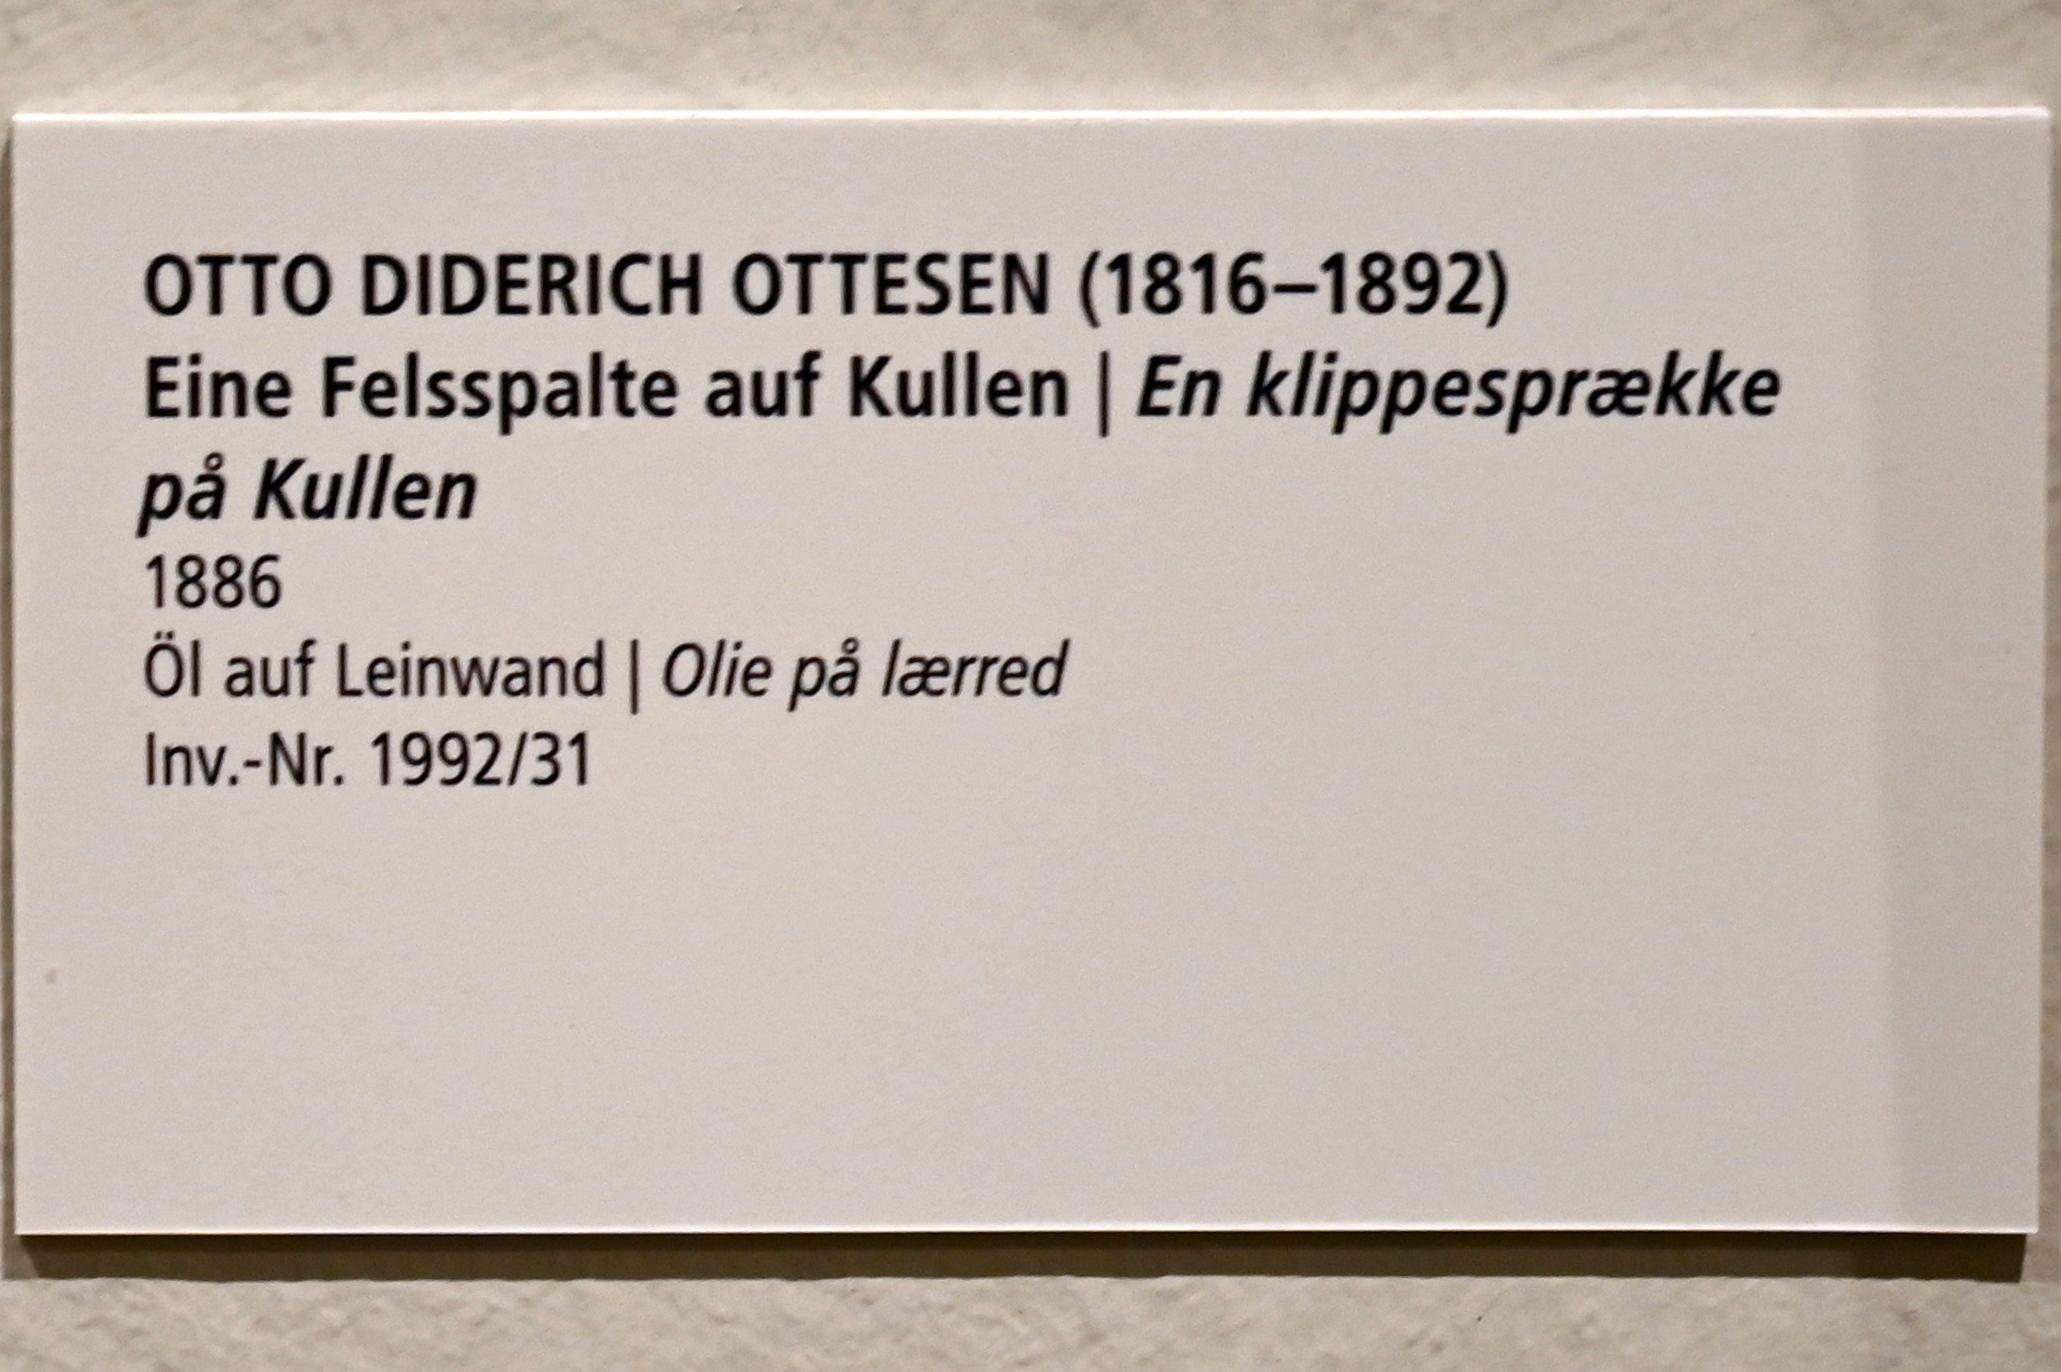 OTTO DIDERICH OTTESEN (1816–1892)
Eine Felsspalte auf Kullen | En klippesprække
på Kullen
1886
Öl auf Leinwand | Olie på lærred
Inv.-Nr. 1992/31